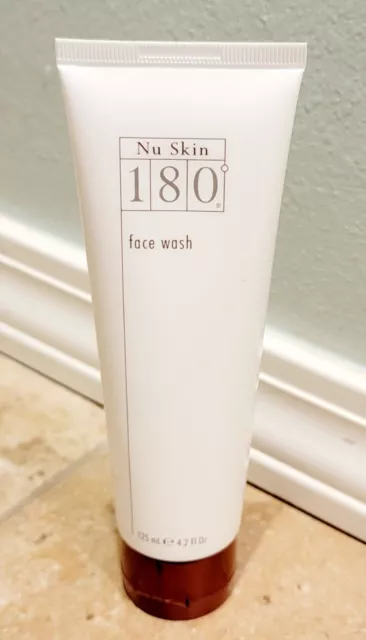 Nu Skin
180°
face wash
125 mL ℮ 4.2 Fl Oz